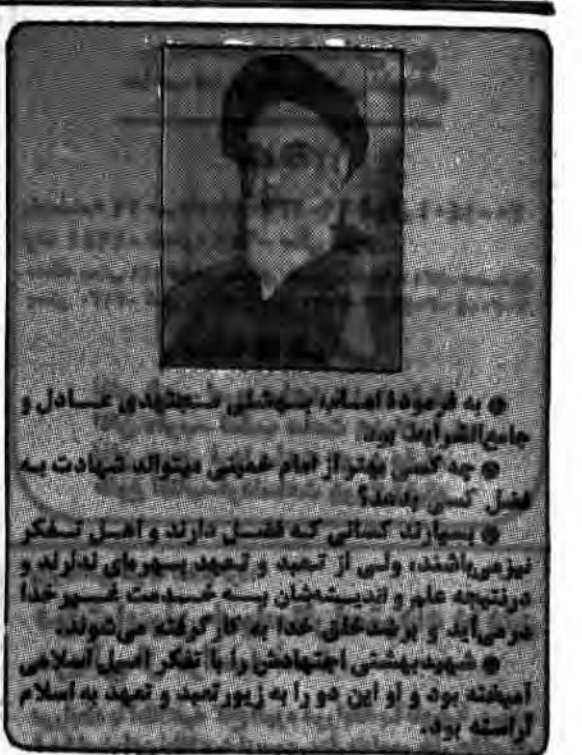 ● به فرموده امام، بهشتی مجتهدی عادل و
جامع‌الشرایط بود.
● چه کسی بهتر از امام خمینی میتواند شهادت به
فضل کسی بدهد؟
● بسیارند کسانی که فضل دارند و اهل تفکر
نیز می‌باشند، ولی از تعبد و تعهد بهره‌ای ندارند و
درنتیجه علم و اندیشه‌شان به خدمت غیر خدا
درمی‌آید و برضد خلق خدا به کار گرفته می‌شوند.
● شهید بهشتی اجتهادش را با تفکر اصیل اسلامی
آمیخته بود و او این دو را به زیور تعبد و تعهد به اسلام
آراسته بود.